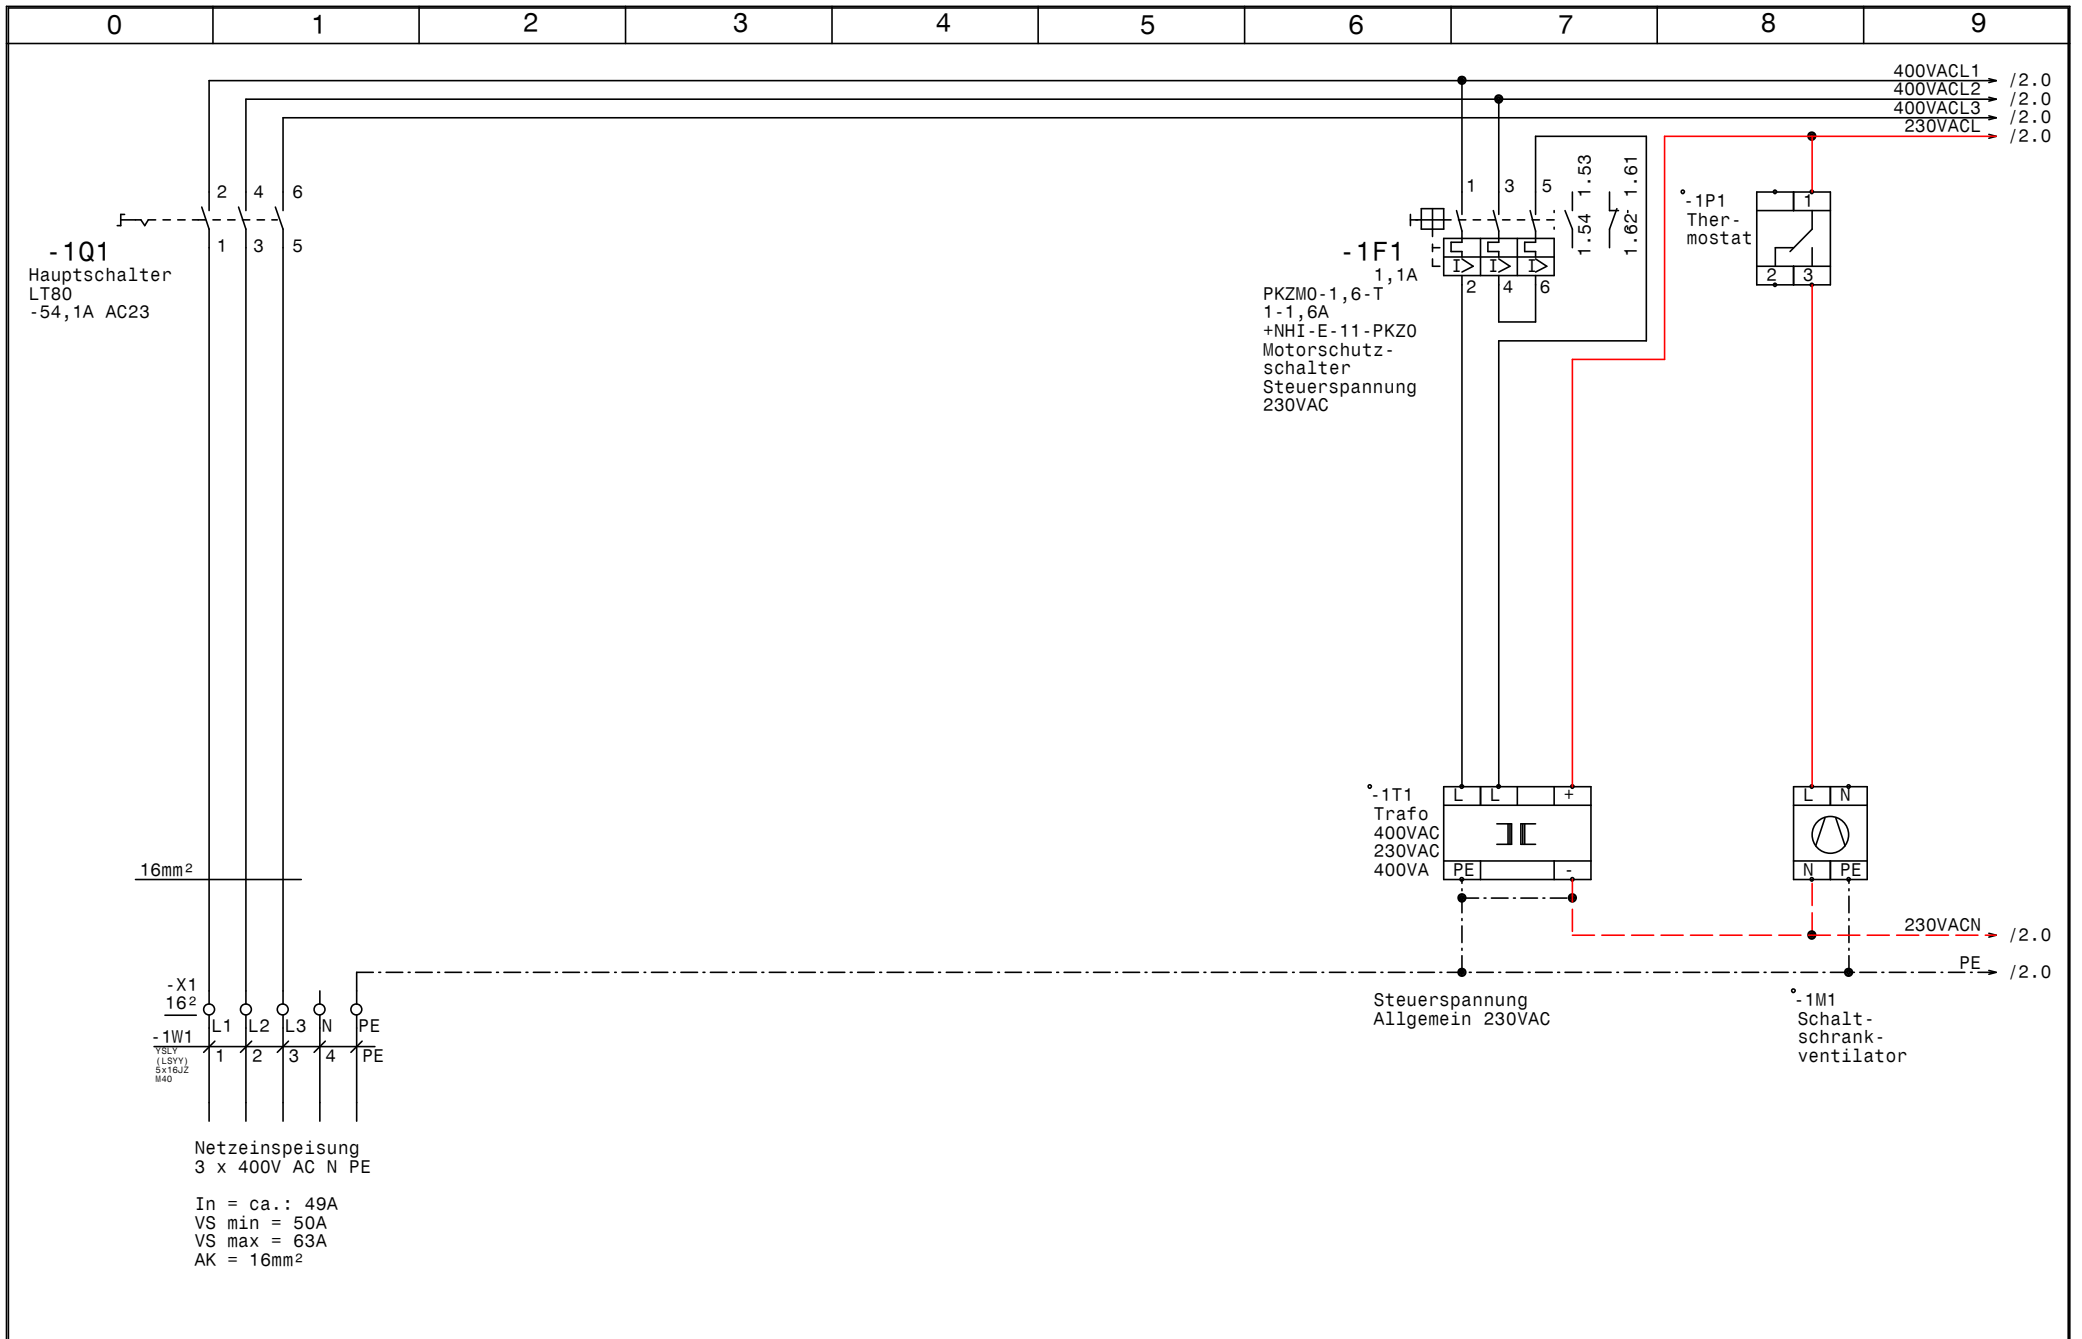 0 1 2 3 4 5 6 7 8 9
400VACL1 /2.0
400VACL2 /2.0
400VACL3 /2.0
230VACL /2.0
2 4 6
1 3 5
-1Q1
Hauptschalter
LT80
-54,1A AC23
1 3 5
1.53
1.54
1.61
1.62
-1F1
1,1A
I> I> I>
2 4 6
PKZM0-1,6-T
1-1,6A
+NHI-E-11-PKZ0
Motorschutz-
schalter
Steuerspannung
230VAC
-1P1
Ther-
mostat
1
2 3
-1T1
Trafo
400VAC
230VAC
400VA
L L +
PE -
L N
N PE
16mm²
230VACN /2.0
PE /2.0
-X1
16²
L1 L2 L3 N PE
-1W1
1 2 3 4 PE
YSLY
(LSYY)
5x16JZ
M40
Steuerspannung
Allgemein 230VAC
-1M1
Schalt-
schrank-
ventilator
Netzeinspeisung
3 x 400V AC N PE
In = ca.: 49A
VS min = 50A
VS max = 63A
AK = 16mm²